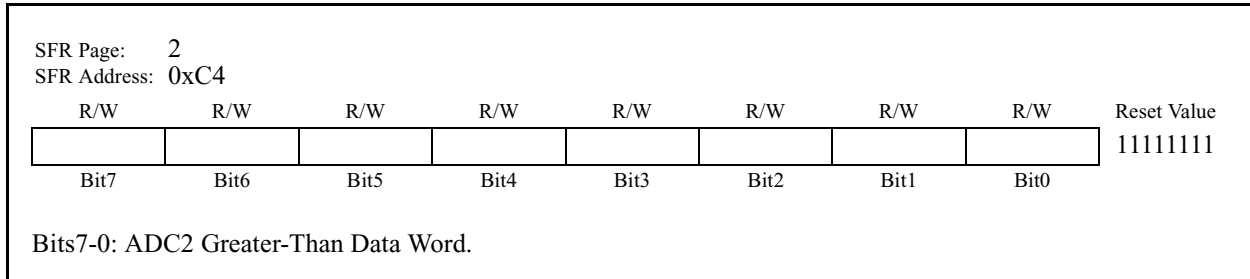 SFR Page: 2
SFR Address: 0xC4
R/W R/W R/W R/W R/W R/W R/W R/W Reset Value
11111111
Bit7 Bit6 Bit5 Bit4 Bit3 Bit2 Bit1 Bit0
Bits7-0: ADC2 Greater-Than Data Word.